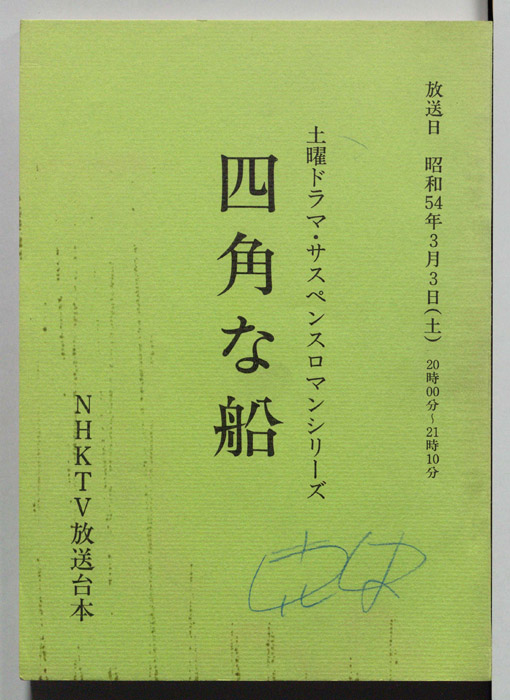 放送日 昭和54年3月3日(土) 20時00分~21時10分
土曜ドラマ・サスペンスロマンシリーズ
四角な船
NHKTV放送台本